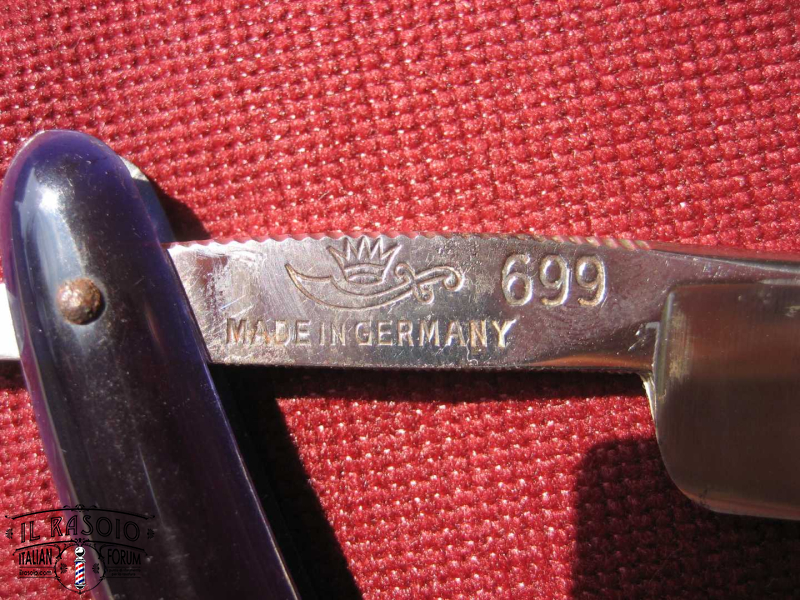 699
MADE IN GERMANY
IL RASOIO
ITALIAN FORUM